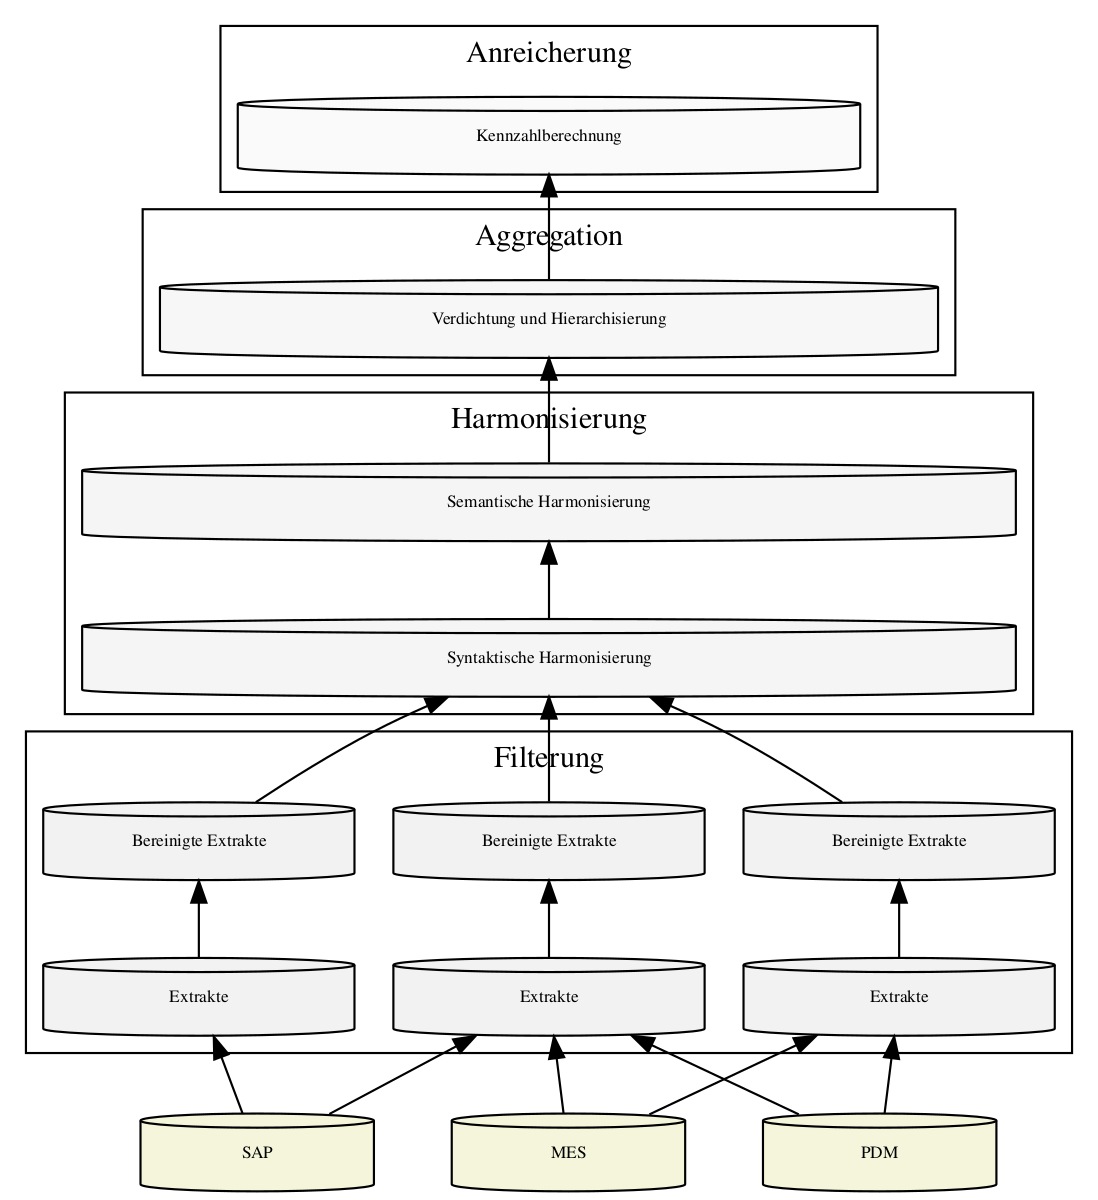 Anreicherung
Kennzahlberechnung
Aggregation
Verdichtung und Hierarchisierung
Harmonisierung
Semantische Harmonisierung
Syntaktische Harmonisierung
Filterung
Bereinigte Extrakte
Bereinigte Extrakte
Bereinigte Extrakte
Extrakte
Extrakte
Extrakte
SAP
MES
PDM